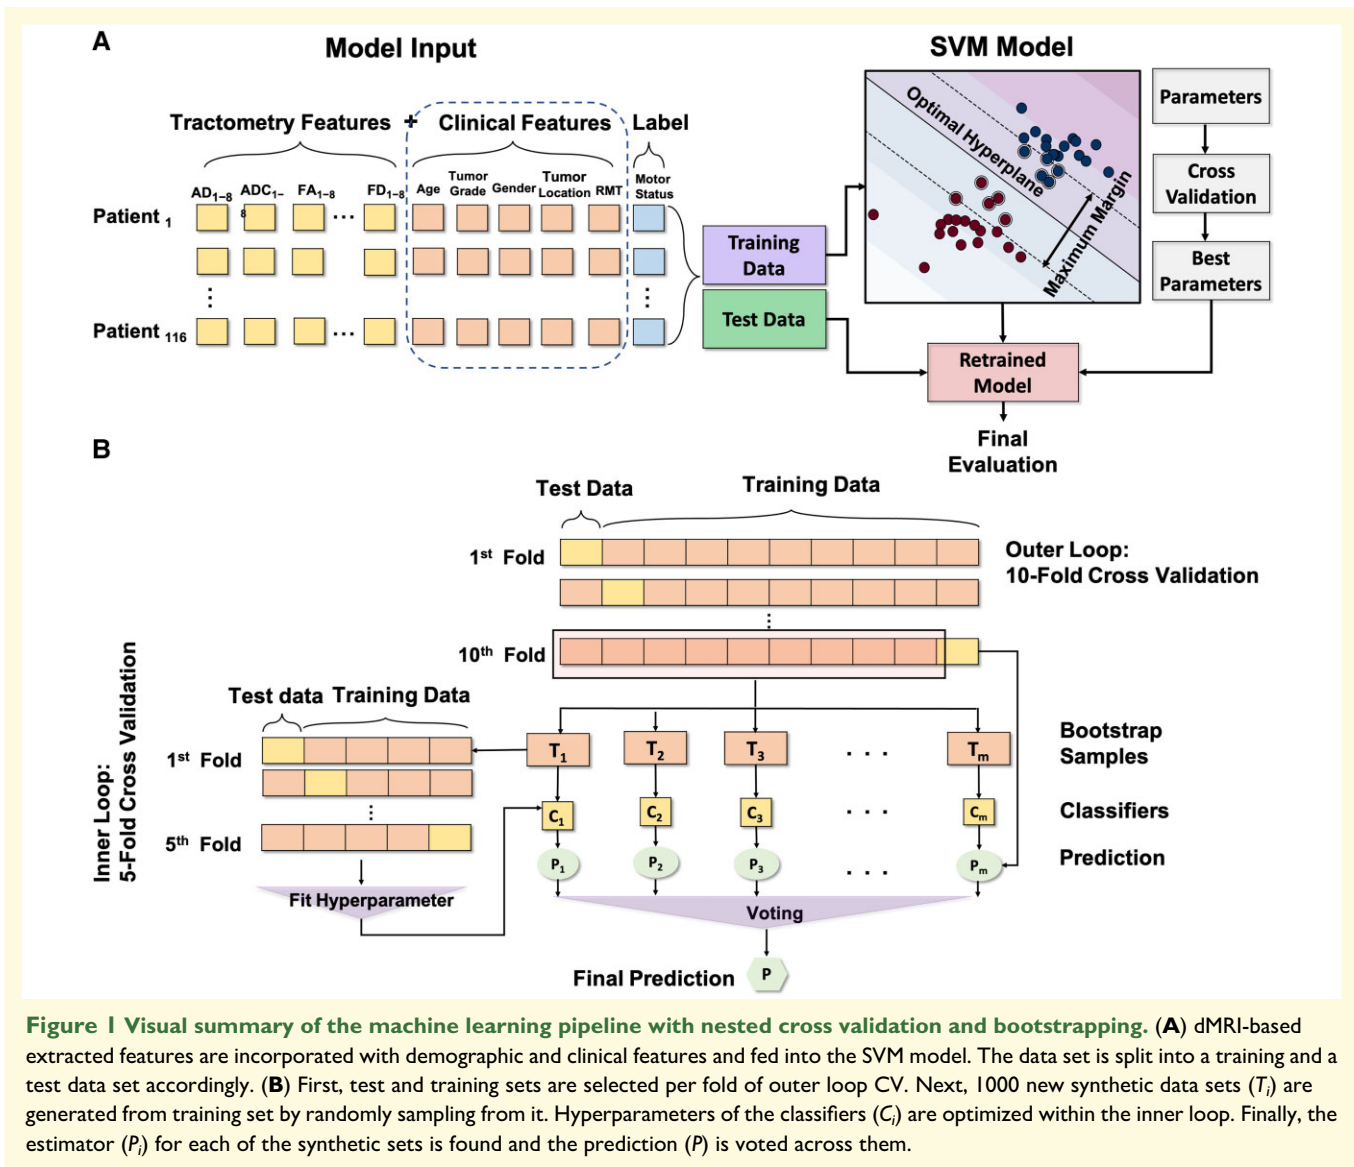 A
Model Input
SVM Model
Tractometry Features + Clinical Features Label
AD1–8 ADC1–8 FA1–8 ··· FD1–8 Age Tumor Grade Gender Tumor Location RMT Motor Status
Patient 1
···
Patient 116
···
Training Data
Test Data
Optimal Hyperplane
Maximum Margin
Parameters
Cross Validation
Best Parameters
Retrained Model
Final Evaluation
B
Test Data
Training Data
1st Fold
Outer Loop:
10-Fold Cross Validation
10th Fold
Inner Loop:
5-Fold Cross Validation
Test data Training Data
1st Fold
5th Fold
Fit Hyperparameter
T1 T2 T3 . . . Tm
Bootstrap Samples
C1 C2 C3 . . . Cm
Classifiers
P1 P2 P3 . . . Pm
Prediction
Voting
Final Prediction P
Figure 1 Visual summary of the machine learning pipeline with nested cross validation and bootstrapping. (A) dMRI-based
extracted features are incorporated with demographic and clinical features and fed into the SVM model. The data set is split into a training and a
test data set accordingly. (B) First, test and training sets are selected per fold of outer loop CV. Next, 1000 new synthetic data sets (Ti) are
generated from training set by randomly sampling from it. Hyperparameters of the classifiers (Ci) are optimized within the inner loop. Finally, the
estimator (Pi) for each of the synthetic sets is found and the prediction (P) is voted across them.